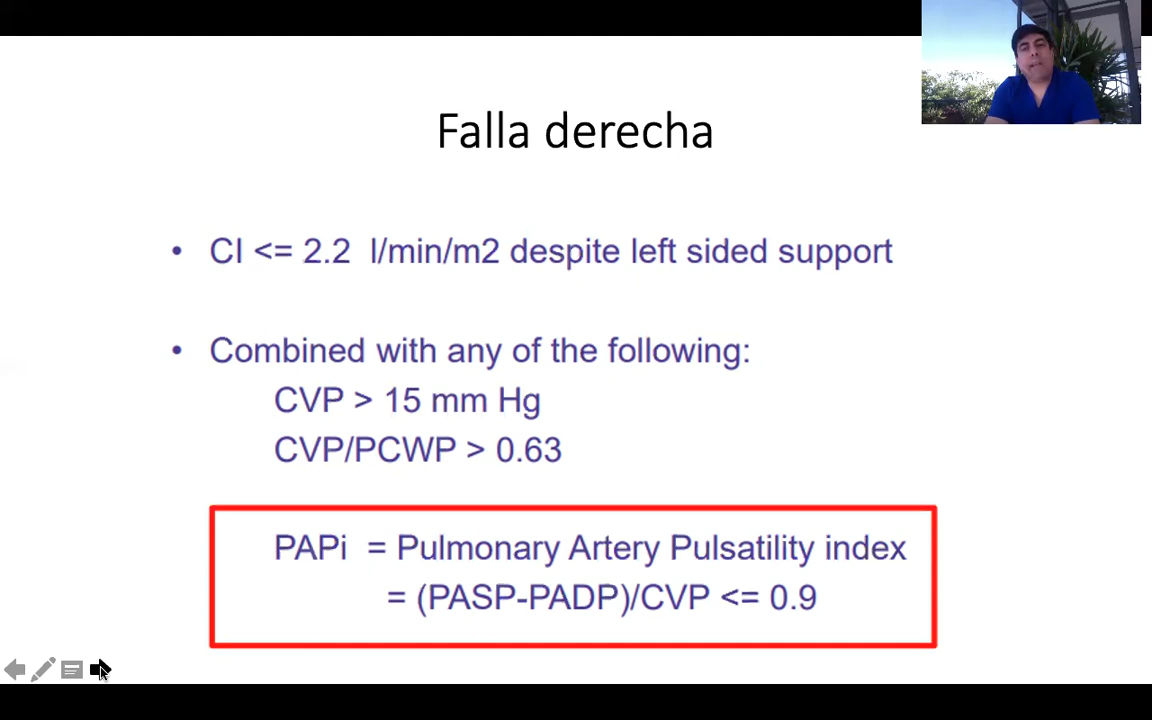 Falla derecha
• CI <= 2.2 l/min/m2 despite left sided support
• Combined with any of the following:
CVP > 15 mm Hg
CVP/PCWP > 0.63
PAPi = Pulmonary Artery Pulsatility index
= (PASP-PADP)/CVP <= 0.9